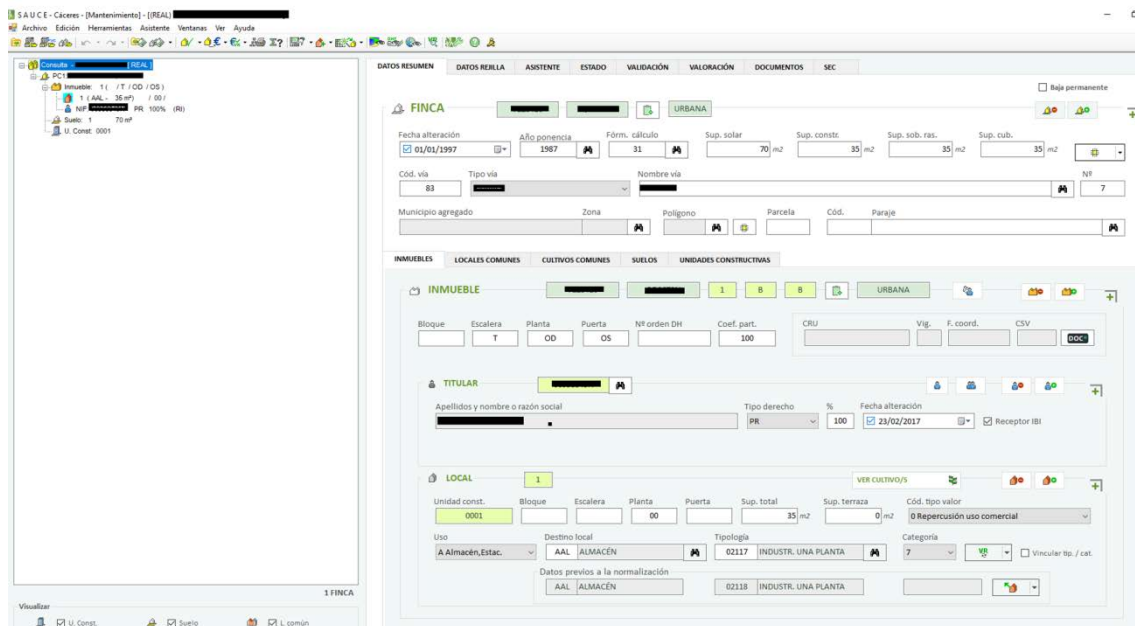 S A U C E - Cáceres - [Mantenimiento] - [(REAL)
Archivo Edición Herramientas Asistente Ventanas Ver Ayuda
Consulta - [REAL]
PC1:
Inmueble: 1 ( / T / OD / OS )
1 ( AAL - 35 m²) / 00 /
NIF PR 100% (RI)
Suelo: 1 70 m²
U. Const: 0001
1 FINCA
Visualizar
U. Const. Suelo L. común
DATOS RESUMEN DATOS REJILLA ASISTENTE ESTADO VALIDACIÓN VALORACIÓN DOCUMENTOS SEC
Baja permanente
FINCA URBANA
Fecha alteración Año ponencia Fórm. cálculo Sup. solar Sup. constr. Sup. sob. ras. Sup. cub.
01/01/1997 1987 31 70 m2 35 m2 35 m2 35 m2
Cód. vía Tipo vía Nombre vía Nº
83 7
Municipio agregado Zona Polígono Parcela Cód. Paraje
INMUEBLES LOCALES COMUNES CULTIVOS COMUNES SUELOS UNIDADES CONSTRUCTIVAS
INMUEBLE 1 B B URBANA
Bloque Escalera Planta Puerta Nº orden DH Coef. part. CRU Vig. F. coord. CSV
T OD OS 100 DOC
TITULAR
Apellidos y nombre o razón social Tipo derecho % Fecha alteración
PR 100 23/02/2017 Receptor IBI
LOCAL 1 VER CULTIVO/S
Unidad const. Bloque Escalera Planta Puerta Sup. total Sup. terraza Cód. tipo valor
0001 00 35 m2 0 m2 0 Repercusión uso comercial
Uso Destino local Tipología Categoría
A Almacén,Estac. AAL ALMACÉN 02117 INDUSTR. UNA PLANTA 7 Vincular tip. / cat.
Datos previos a la normalización
AAL ALMACÉN 02118 INDUSTR. UNA PLANTA